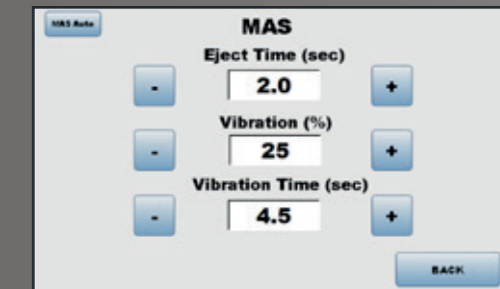 MAS Auto
MAS
Eject Time (sec)
- 2.0 +
Vibration (%)
- 25 +
Vibration Time (sec)
- 4.5 +
BACK